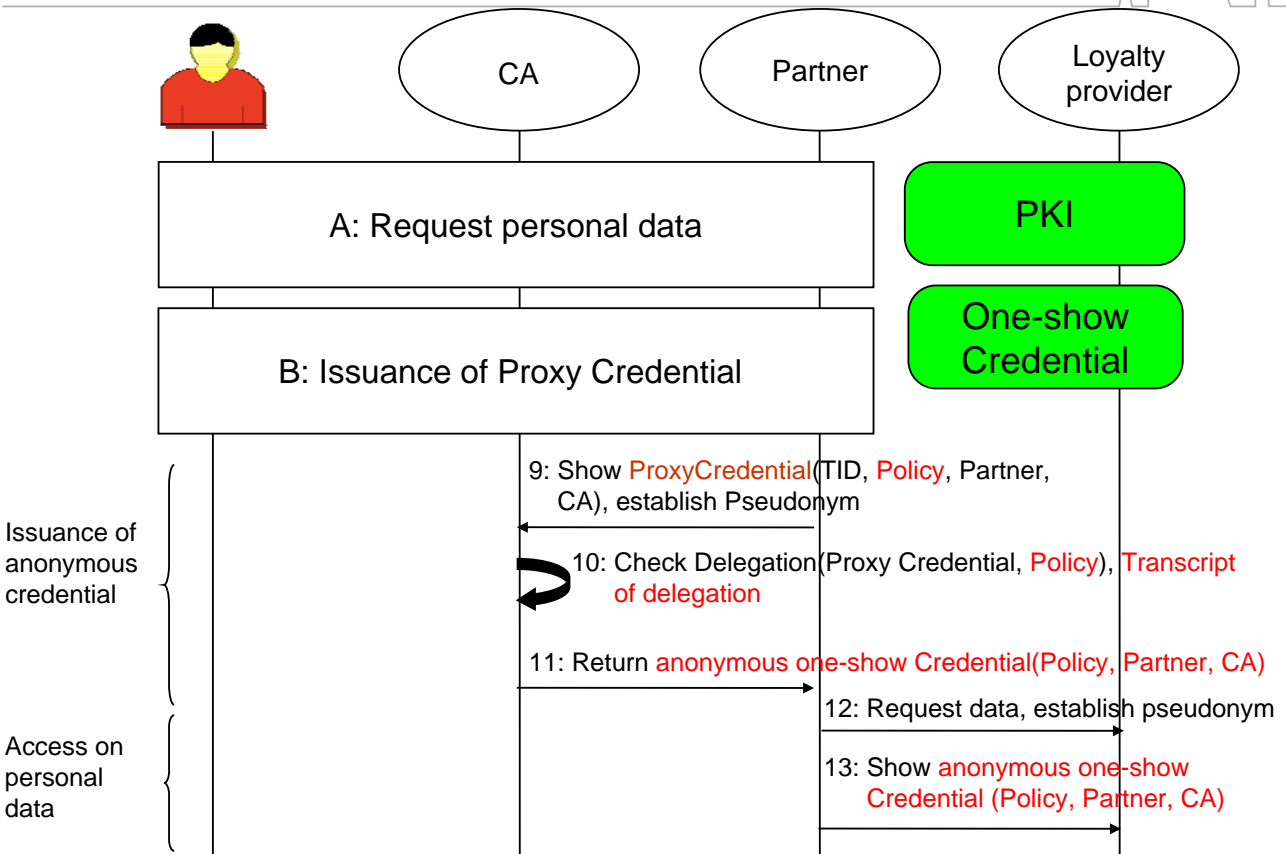 CA
Partner
Loyalty
provider
A: Request personal data
PKI
B: Issuance of Proxy Credential
One-show
Credential
Issuance of
anonymous
credential
9: Show ProxyCredential(TID, Policy, Partner,
CA), establish Pseudonym
10: Check Delegation(Proxy Credential, Policy), Transcript
of delegation
11: Return anonymous one-show Credential(Policy, Partner, CA)
Access on
personal
data
12: Request data, establish pseudonym
13: Show anonymous one-show
Credential (Policy, Partner, CA)